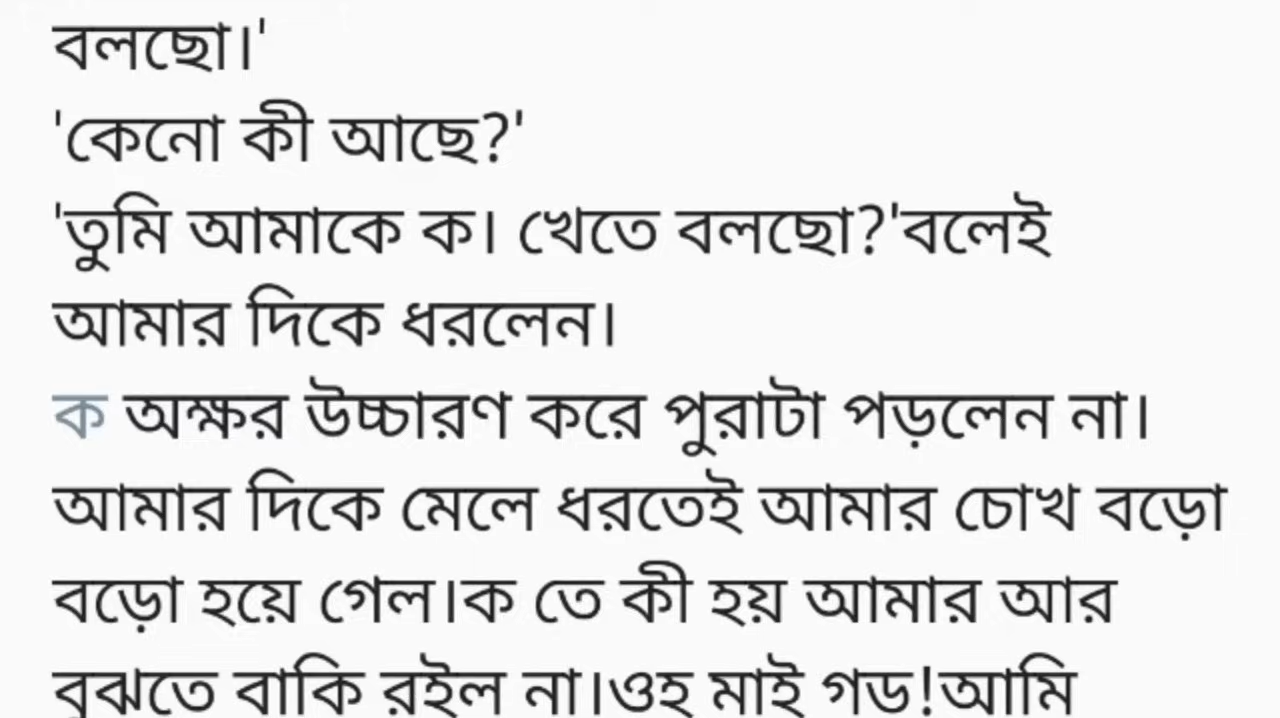 বলছো।'
'কেনো কী আছে?'
'তুমি আমাকে ক। খেতে বলছো?'বলেই
আমার দিকে ধরলেন।
ক অক্ষর উচ্চারণ করে পুরাটা পড়লেন না।
আমার দিকে মেলে ধরতেই আমার চোখ বড়ো
বড়ো হয়ে গেল।ক তে কী হয় আমার আর
বুঝতে বাকি রইল না।ওহ মাই গড!আমি